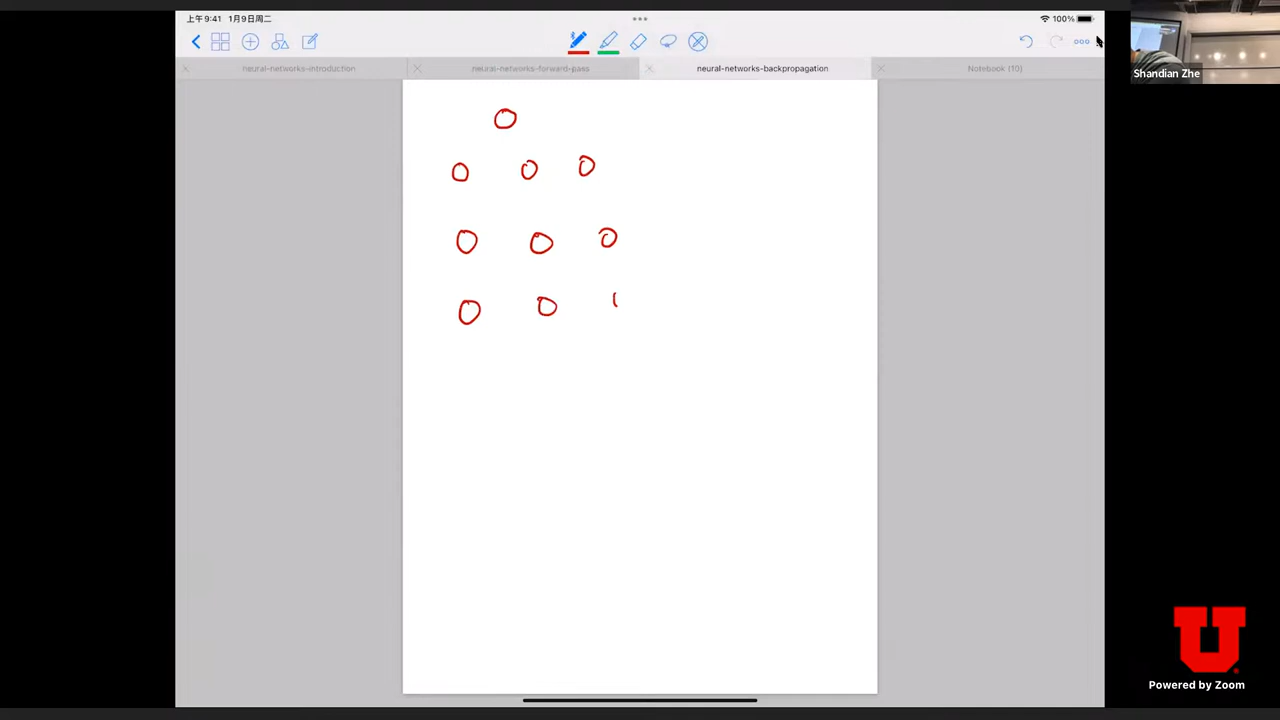 上午9:41 1月9日周二
100%
neural-networks-introduction
neural-networks-forward-pass
neural-networks-backpropagation
Notebook (10)
Shandian Zhe
U
Powered by Zoom